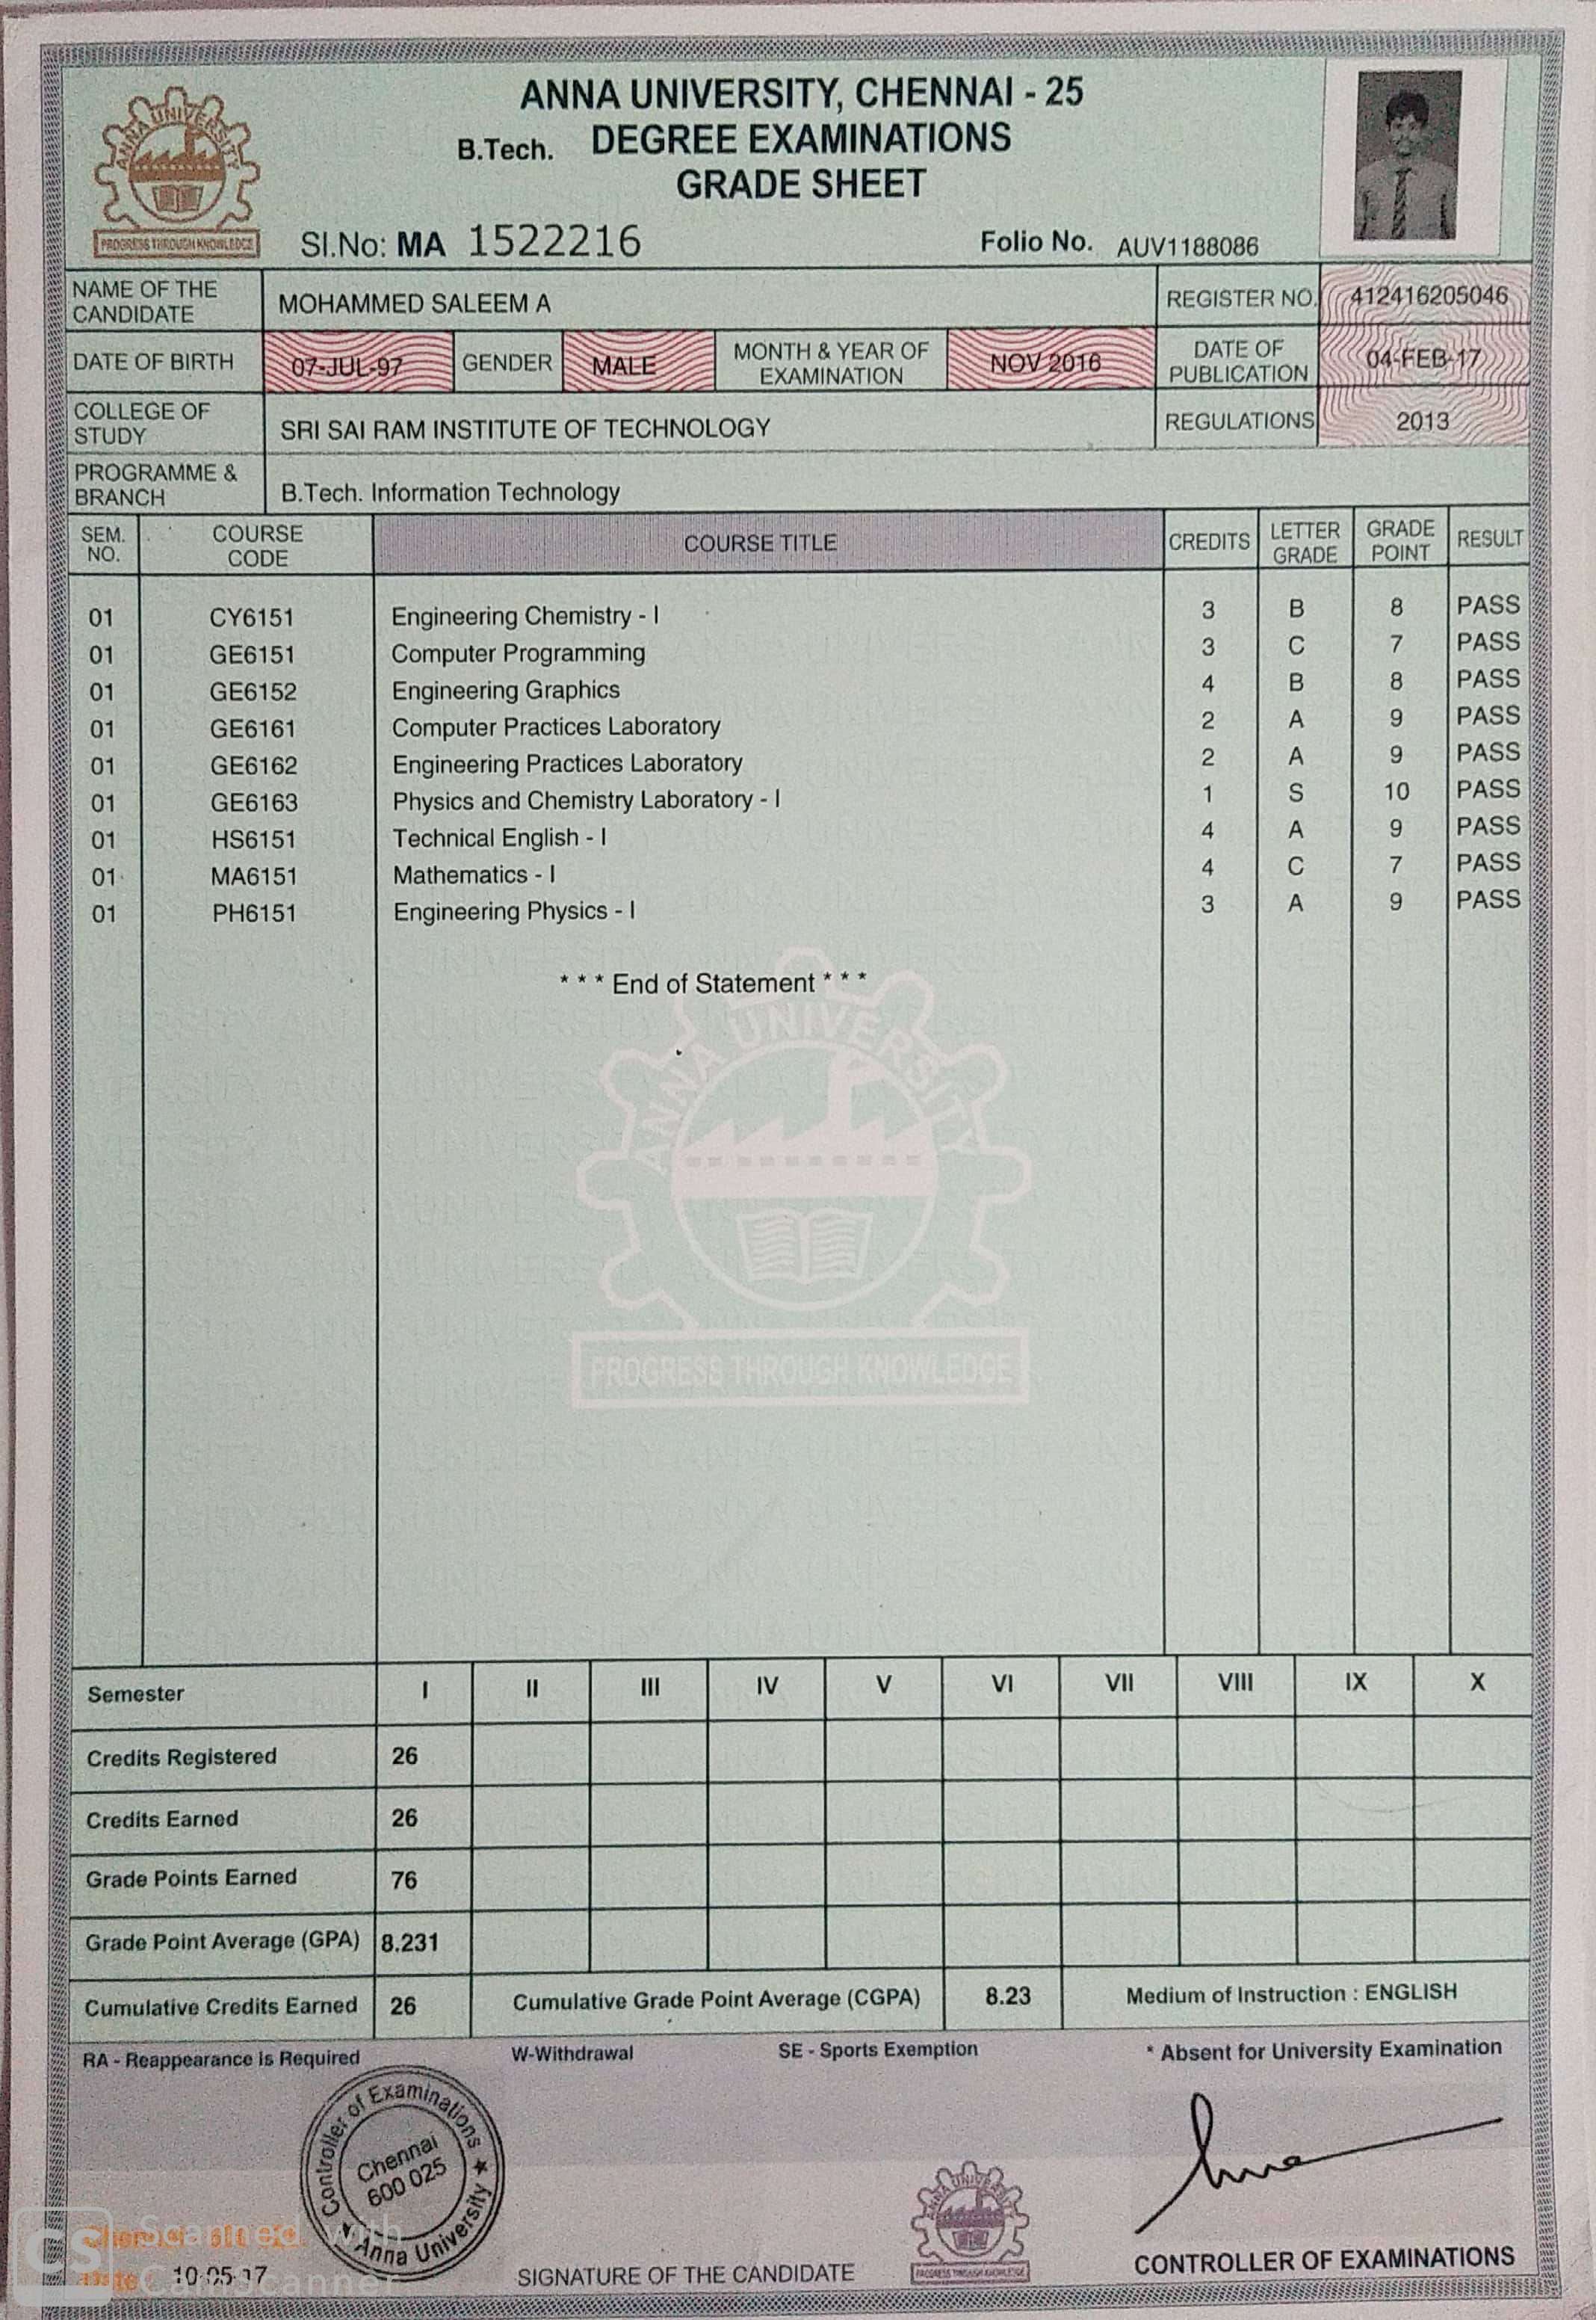 ANNA UNIVERSITY, CHENNAI - 25
B.Tech. DEGREE EXAMINATIONS
GRADE SHEET
ANNA UNIVERSITY
PROGRESS THROUGH KNOWLEDGE
Sl.No: MA 1522216 Folio No. AUV1188086
NAME OF THE CANDIDATE MOHAMMED SALEEM A REGISTER NO. 412416205046
DATE OF BIRTH 07-JUL-97 GENDER MALE MONTH & YEAR OF EXAMINATION NOV 2016 DATE OF PUBLICATION 04-FEB-17
COLLEGE OF STUDY SRI SAI RAM INSTITUTE OF TECHNOLOGY REGULATIONS 2013
PROGRAMME & BRANCH B.Tech. Information Technology
SEM. NO. COURSE CODE COURSE TITLE CREDITS LETTER GRADE GRADE POINT RESULT
01 CY6151 Engineering Chemistry - I 3 B 8 PASS
01 GE6151 Computer Programming 3 C 7 PASS
01 GE6152 Engineering Graphics 4 B 8 PASS
01 GE6161 Computer Practices Laboratory 2 A 9 PASS
01 GE6162 Engineering Practices Laboratory 2 A 9 PASS
01 GE6163 Physics and Chemistry Laboratory - I 1 S 10 PASS
01 HS6151 Technical English - I 4 A 9 PASS
01 MA6151 Mathematics - I 4 C 7 PASS
01 PH6151 Engineering Physics - I 3 A 9 PASS
* * * End of Statement * * *
ANNA UNIVERSITY
PROGRESS THROUGH KNOWLEDGE
Semester I II III IV V VI VII VIII IX X
Credits Registered 26
Credits Earned 26
Grade Points Earned 76
Grade Point Average (GPA) 8.231
Cumulative Credits Earned 26 Cumulative Grade Point Average (CGPA) 8.23 Medium of Instruction : ENGLISH
RA - Reappearance is Required W-Withdrawal SE - Sports Exemption * Absent for University Examination
Controller of Examinations
Chennai
600 025
Anna University
CS Scanned with
CamScanner
Date 10-05-17
SIGNATURE OF THE CANDIDATE
ANNA UNIVERSITY
PROGRESS THROUGH KNOWLEDGE
CONTROLLER OF EXAMINATIONS